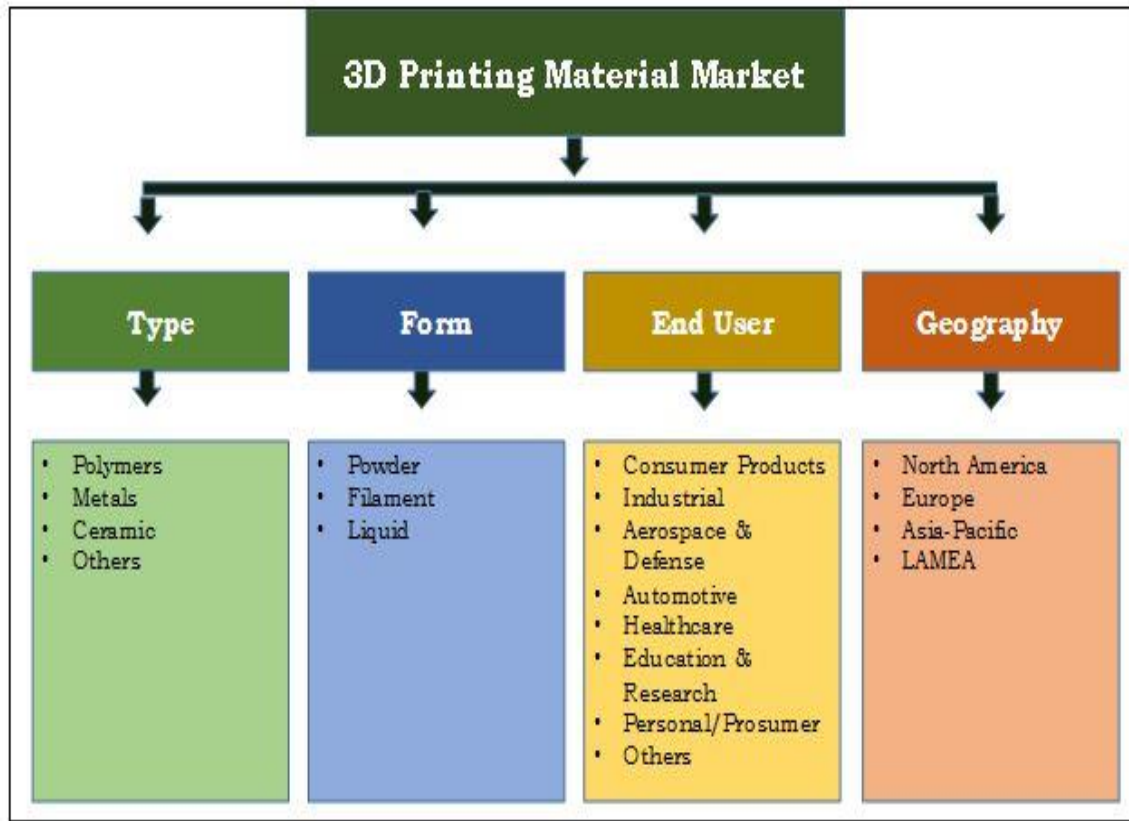 3D Printing Material Market
Type
Form
End User
Geography
• Polymers
• Metals
• Ceramic
• Others
• Powder
• Filament
• Liquid
• Consumer Products
• Industrial
• Aerospace &
Defense
• Automotive
• Healthcare
• Education &
Research
• Personal/Prosumer
• Others
• North America
• Europe
• Asia-Pacific
• LAMEA